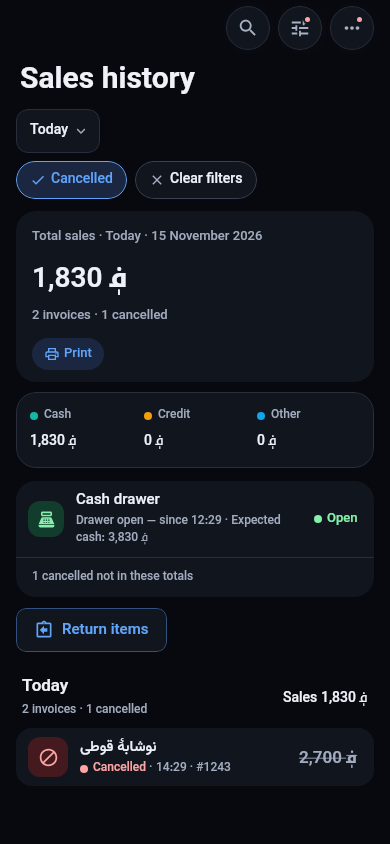 Sales history
Today
Cancelled
Clear filters
Total sales · Today · 15 November 2026
1,830 ؋
2 invoices · 1 cancelled
Print
Cash
Credit
Other
1,830 ؋
0 ؋
0 ؋
Cash drawer
Drawer open — since 12:29 · Expected
cash: 3,830 ؋
Open
1 cancelled not in these totals
Return items
Today
Sales 1,830 ؋
2 invoices · 1 cancelled
نوشابهٔ قوطی
2,700 ؋
Cancelled · 14:29 · #1243